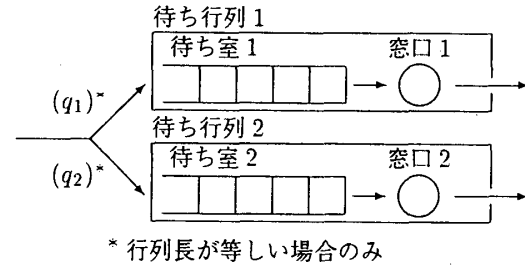 待ち行列 1
待ち室 1
窓口 1
(q₁)*
待ち行列 2
(q₂)*
待ち室 2
窓口 2
* 行列長が等しい場合のみ